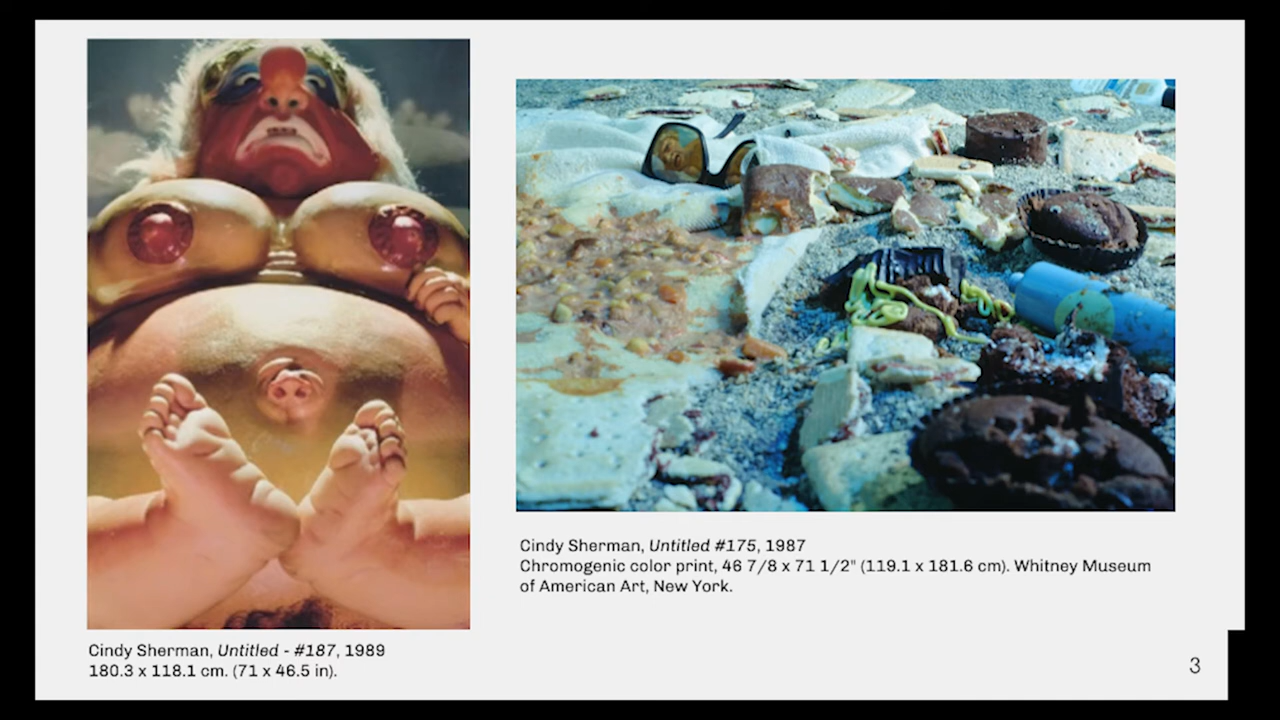 Cindy Sherman, Untitled - #187, 1989
180.3 x 118.1 cm. (71 x 46.5 in).
Cindy Sherman, Untitled #175, 1987
Chromogenic color print, 46 7/8 x 71 1/2" (119.1 x 181.6 cm). Whitney Museum
of American Art, New York.
3